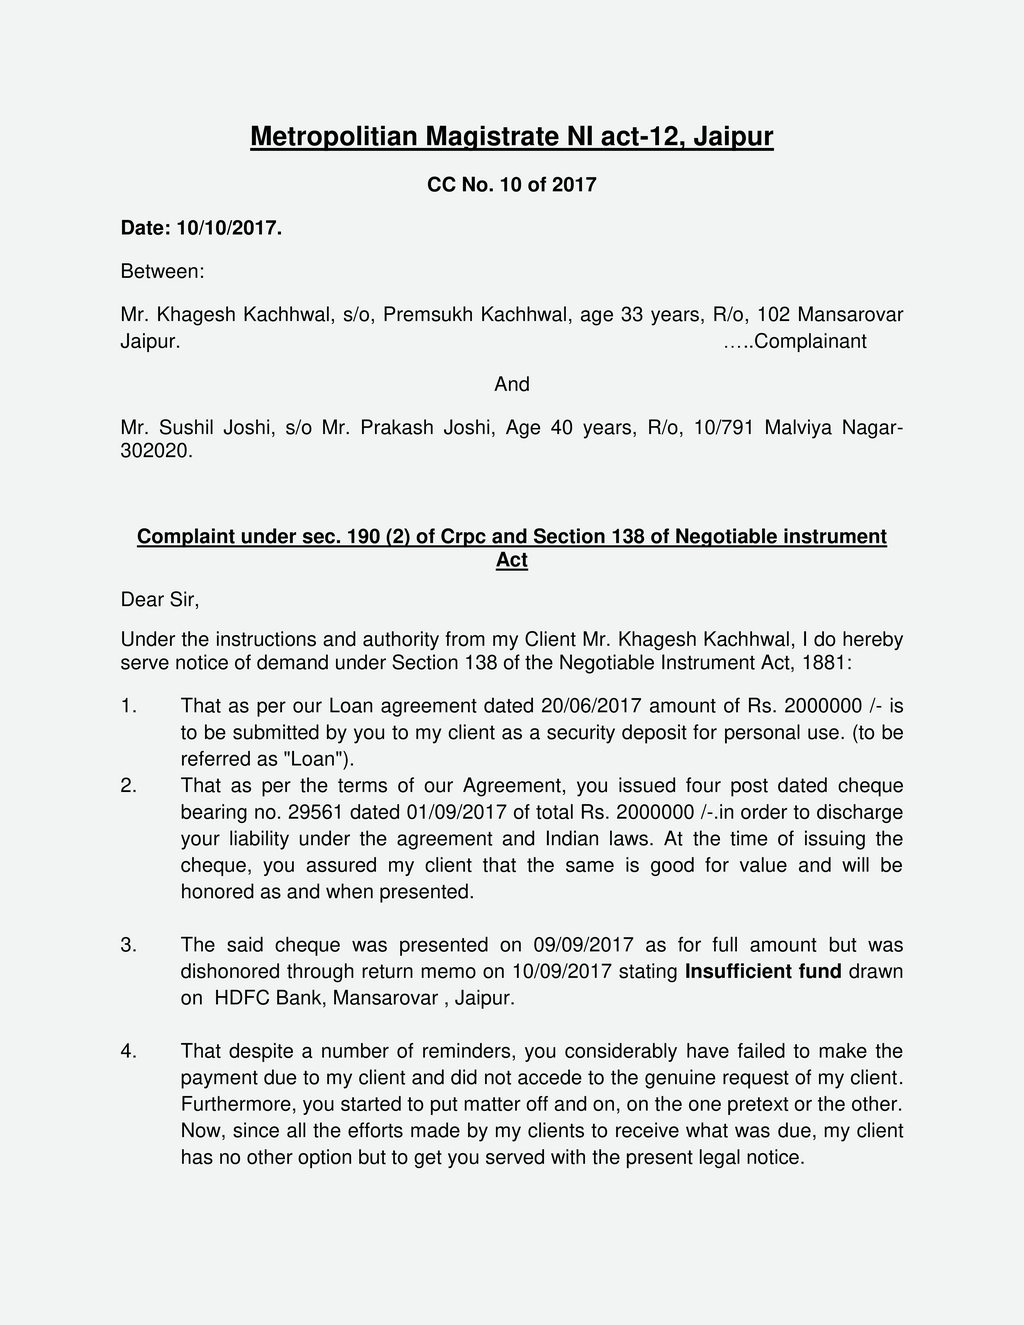 Metropolitian Magistrate NI act-12, Jaipur
CC No. 10 of 2017
Date: 10/10/2017.
Between:
Mr. Khagesh Kachhwal, s/o, Premsukh Kachhwal, age 33 years, R/o, 102 Mansarovar
Jaipur. …..Complainant
And
Mr. Sushil Joshi, s/o Mr. Prakash Joshi, Age 40 years, R/o, 10/791 Malviya Nagar-
302020.
Complaint under sec. 190 (2) of Crpc and Section 138 of Negotiable instrument
Act
Dear Sir,
Under the instructions and authority from my Client Mr. Khagesh Kachhwal, I do hereby
serve notice of demand under Section 138 of the Negotiable Instrument Act, 1881:
1. That as per our Loan agreement dated 20/06/2017 amount of Rs. 2000000 /- is
to be submitted by you to my client as a security deposit for personal use. (to be
referred as "Loan").
2. That as per the terms of our Agreement, you issued four post dated cheque
bearing no. 29561 dated 01/09/2017 of total Rs. 2000000 /-.in order to discharge
your liability under the agreement and Indian laws. At the time of issuing the
cheque, you assured my client that the same is good for value and will be
honored as and when presented.
3. The said cheque was presented on 09/09/2017 as for full amount but was
dishonored through return memo on 10/09/2017 stating Insufficient fund drawn
on HDFC Bank, Mansarovar , Jaipur.
4. That despite a number of reminders, you considerably have failed to make the
payment due to my client and did not accede to the genuine request of my client.
Furthermore, you started to put matter off and on, on the one pretext or the other.
Now, since all the efforts made by my clients to receive what was due, my client
has no other option but to get you served with the present legal notice.